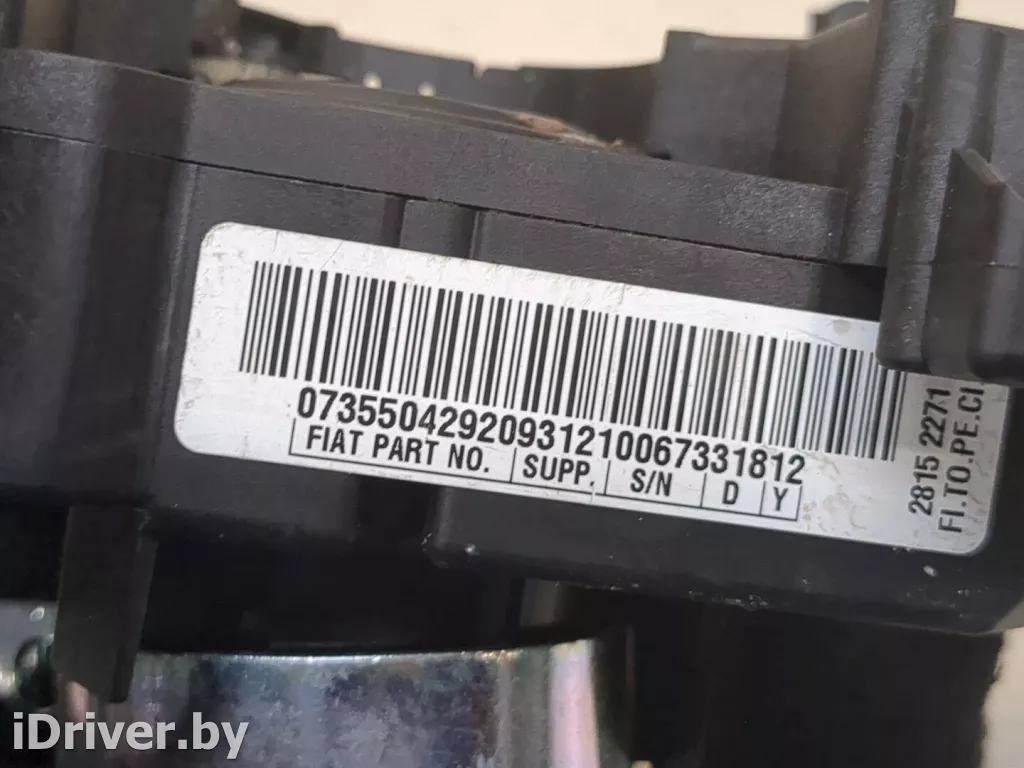 07355042920931210067331812
FIAT PART NO. SUPP. S/N D Y
2815 2271
FI.TO.PE.CI
iDriver.by